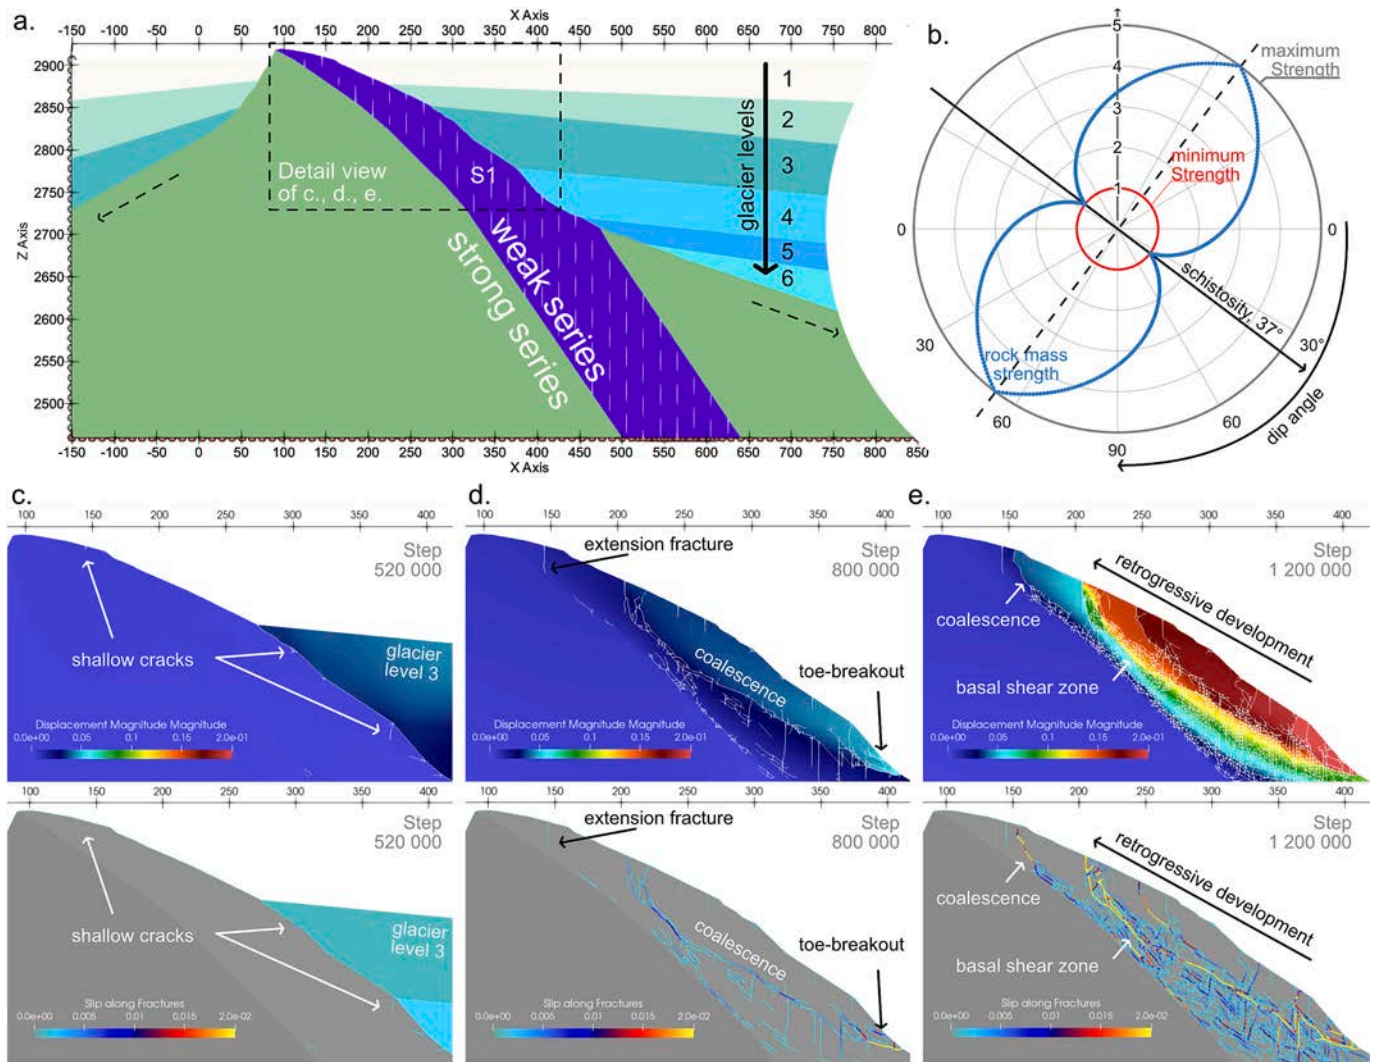 a.
X Axis
-150 -100 -50 0 50 100 150 200 250 300 350 400 450 500 550 600 650 700 750 800
2900
2850
2800
2750
2700
2650
2600
2550
2500
Z Axis
Detail view
of c., d., e.
S1
weak series
strong series
glacier levels
1
2
3
4
5
6
-150 -100 -50 0 50 100 150 200 250 300 350 400 450 500 550 600 650 700 750 800 850
X Axis
b.
5
4
3
2
1
maximum
Strength
minimum
Strength
0
0
schistosity, 37°
30
30°
rock mass
strength
60
60
90
dip angle
c.
100 150 200 250 300 350 400
Step
520 000
shallow cracks
glacier
level 3
Displacement Magnitude Magnitude
0.0e+00 0.05 0.1 0.15 2.0e-01
100 150 200 250 300 350 400
Step
520 000
shallow cracks
glacier
level 3
Slip along Fractures
0.0e+00 0.005 0.01 0.015 2.0e-02
d.
100 150 200 250 300 350 400
extension fracture
Step
800 000
coalescence
toe-breakout
Displacement Magnitude Magnitude
0.0e+00 0.05 0.1 0.15 2.0e-01
100 150 200 250 300 350 400
extension fracture
Step
800 000
coalescence
toe-breakout
Slip along Fractures
0.0e+00 0.005 0.01 0.015 2.0e-02
e.
100 150 200 250 300 350 400
Step
1 200 000
retrogressive development
coalescence
basal shear zone
Displacement Magnitude Magnitude
0.0e+00 0.05 0.1 0.15 2.0e-01
100 150 200 250 300 350 400
Step
1 200 000
retrogressive development
coalescence
basal shear zone
Slip along Fractures
0.0e+00 0.005 0.01 0.015 2.0e-02